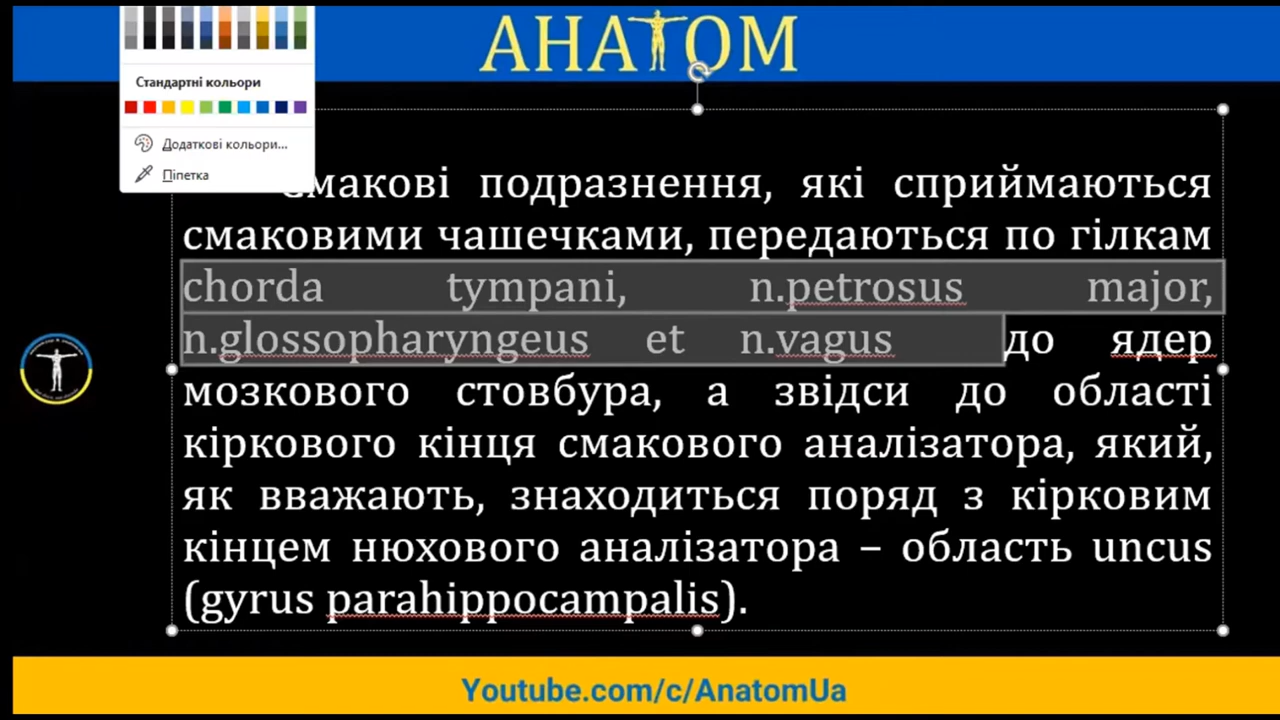 АНАТОМ
Стандартні кольори
Додаткові кольори...
Піпетка
Смакові подразнення, які сприймаються
смаковими чашечками, передаються по гілкам
chorda tympani, n.petrosus major,
n.glossopharyngeus et n.vagus до ядер
мозкового стовбура, а звідси до області
кіркового кінця смакового аналізатора, який,
як вважають, знаходиться поряд з кірковим
кінцем нюхового аналізатора – область uncus
(gyrus parahippocampalis).
Youtube.com/c/AnatomUa